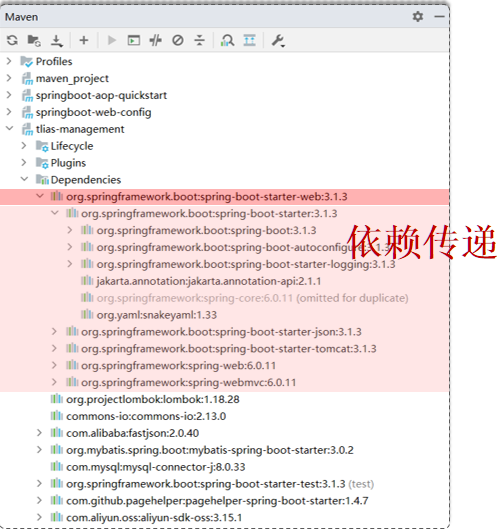 Maven
Profiles
maven_project
springboot-aop-quickstart
springboot-web-config
tlias-management
Lifecycle
Plugins
Dependencies
org.springframework.boot:spring-boot-starter-web:3.1.3
org.springframework.boot:spring-boot-starter:3.1.3
org.springframework.boot:spring-boot:3.1.3
org.springframework.boot:spring-boot-autoconfigure:3.1.3
依赖传递
org.springframework.boot:spring-boot-starter-logging:3.1.3
jakarta.annotation:jakarta.annotation-api:2.1.1
org.springframework:spring-core:6.0.11 (omitted for duplicate)
org.yaml:snakeyaml:1.33
org.springframework.boot:spring-boot-starter-json:3.1.3
org.springframework.boot:spring-boot-starter-tomcat:3.1.3
org.springframework:spring-web:6.0.11
org.springframework:spring-webmvc:6.0.11
org.projectlombok:lombok:1.18.28
commons-io:commons-io:2.13.0
com.alibaba:fastjson:2.0.40
org.mybatis.spring.boot:mybatis-spring-boot-starter:3.0.2
com.mysql:mysql-connector-j:8.0.33
org.springframework.boot:spring-boot-starter-test:3.1.3 (test)
com.github.pagehelper:pagehelper-spring-boot-starter:1.4.7
com.aliyun.oss:aliyun-sdk-oss:3.15.1